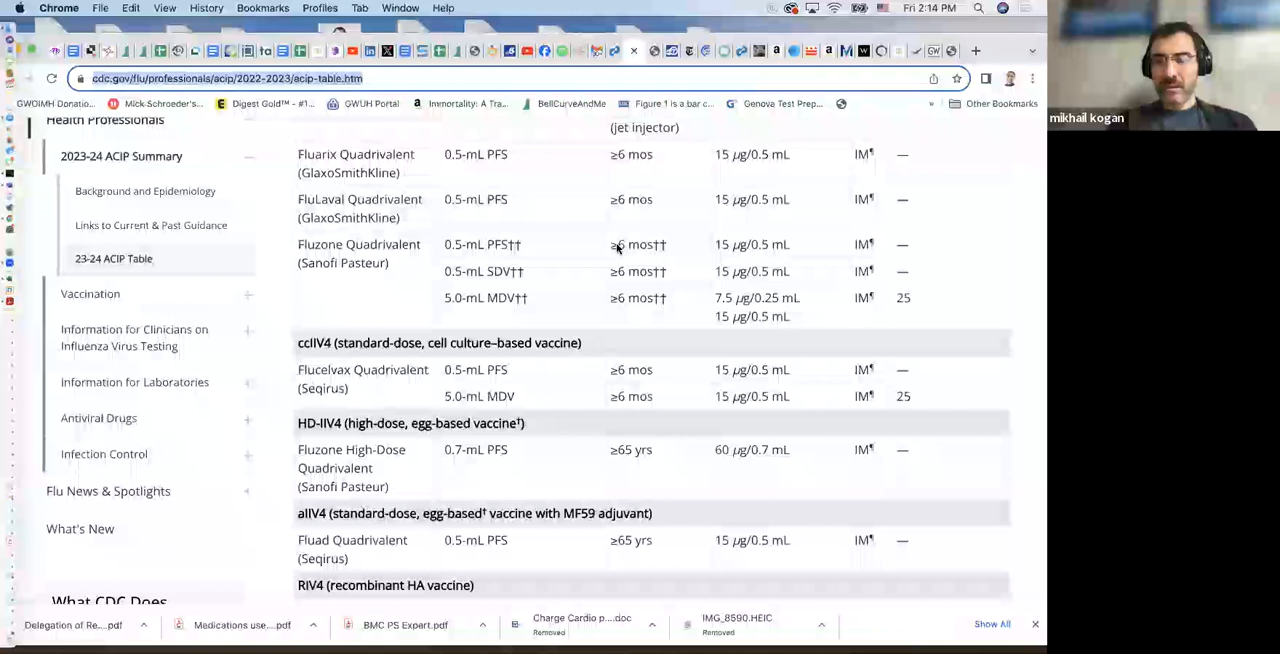 Chrome File Edit View History Bookmarks Profiles Tab Window Help Fri 2:14 PM
cdc.gov/flu/professionals/acip/2022-2023/acip-table.htm
GWOIMH Donatio... Mick Schroeder's... Digest Gold™ - #1... GWUH Portal Immortality: A Tra... BellCurveAndMe Figure 1 is a bar c... Genova Test Prep... » Other Bookmarks
mikhail kogan
Health Professionals
2023-24 ACIP Summary
Background and Epidemiology
Links to Current & Past Guidance
23-24 ACIP Table
Vaccination
Information for Clinicians on
Influenza Virus Testing
Information for Laboratories
Antiviral Drugs
Infection Control
Flu News & Spotlights
What's New
What CDC Does
(jet injector)
Fluarix Quadrivalent 0.5-mL PFS ≥6 mos 15 µg/0.5 mL IM¶ —
(GlaxoSmithKline)
FluLaval Quadrivalent 0.5-mL PFS ≥6 mos 15 µg/0.5 mL IM¶ —
(GlaxoSmithKline)
Fluzone Quadrivalent 0.5-mL PFS†† ≥6 mos†† 15 µg/0.5 mL IM¶ —
(Sanofi Pasteur)
0.5-mL SDV†† ≥6 mos†† 15 µg/0.5 mL IM¶ —
5.0-mL MDV†† ≥6 mos†† 7.5 µg/0.25 mL IM¶ 25
15 µg/0.5 mL
ccIIV4 (standard-dose, cell culture–based vaccine)
Flucelvax Quadrivalent 0.5-mL PFS ≥6 mos 15 µg/0.5 mL IM¶ —
(Seqirus)
5.0-mL MDV ≥6 mos 15 µg/0.5 mL IM¶ 25
HD-IIV4 (high-dose, egg-based vaccine†)
Fluzone High-Dose 0.7-mL PFS ≥65 yrs 60 µg/0.7 mL IM¶ —
Quadrivalent
(Sanofi Pasteur)
aIIV4 (standard-dose, egg-based† vaccine with MF59 adjuvant)
Fluad Quadrivalent 0.5-mL PFS ≥65 yrs 15 µg/0.5 mL IM¶ —
(Seqirus)
RIV4 (recombinant HA vaccine)
Delegation of Re....pdf Medications use....pdf BMC PS Expert.pdf Charge Cardio p....doc IMG_8590.HEIC Show All
Removed Removed